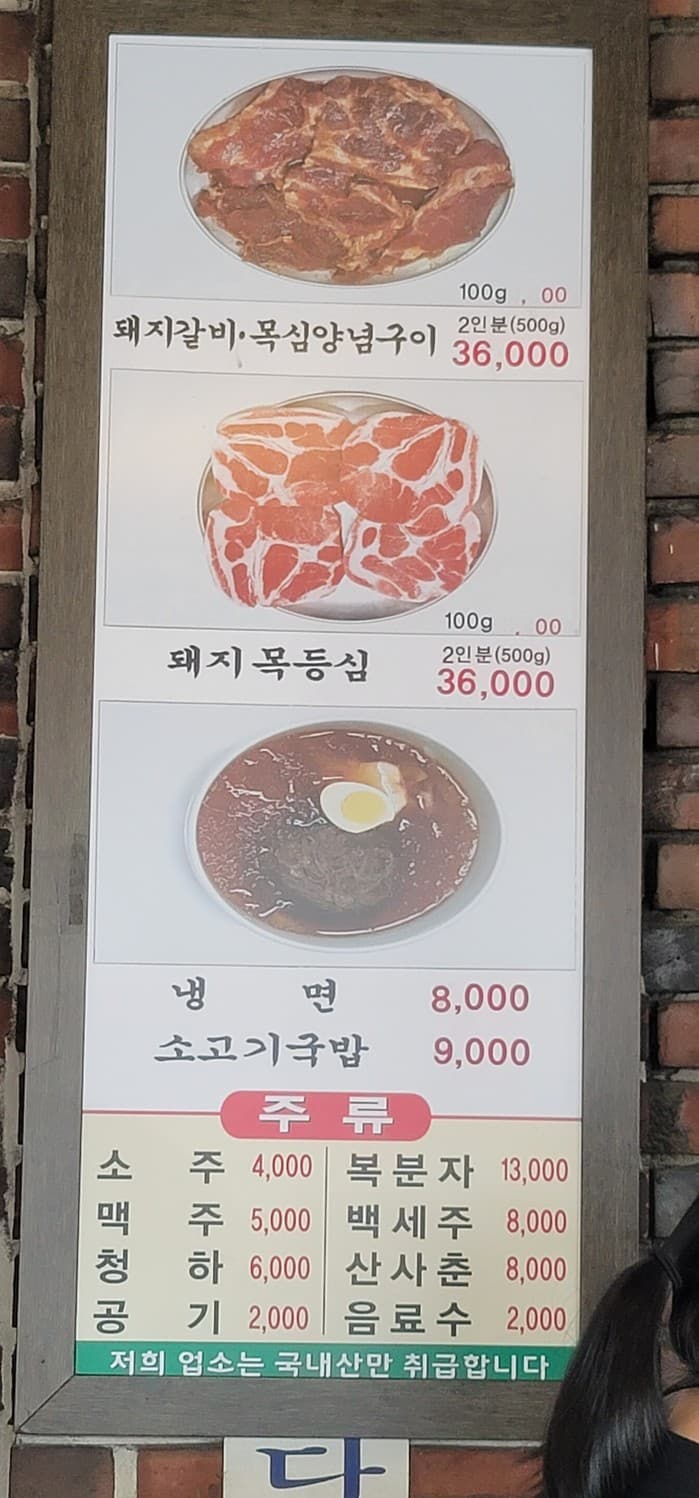 100g , 00
돼지갈비·목심양념구이 2인분(500g) 36,000
100g . 00
돼지목등심 2인분(500g) 36,000
냉 면 8,000
소고기국밥 9,000
주 류
소 주 4,000 복분자 13,000
맥 주 5,000 백세주 8,000
청 하 6,000 산사춘 8,000
공 기 2,000 음료수 2,000
저희 업소는 국내산만 취급합니다
다